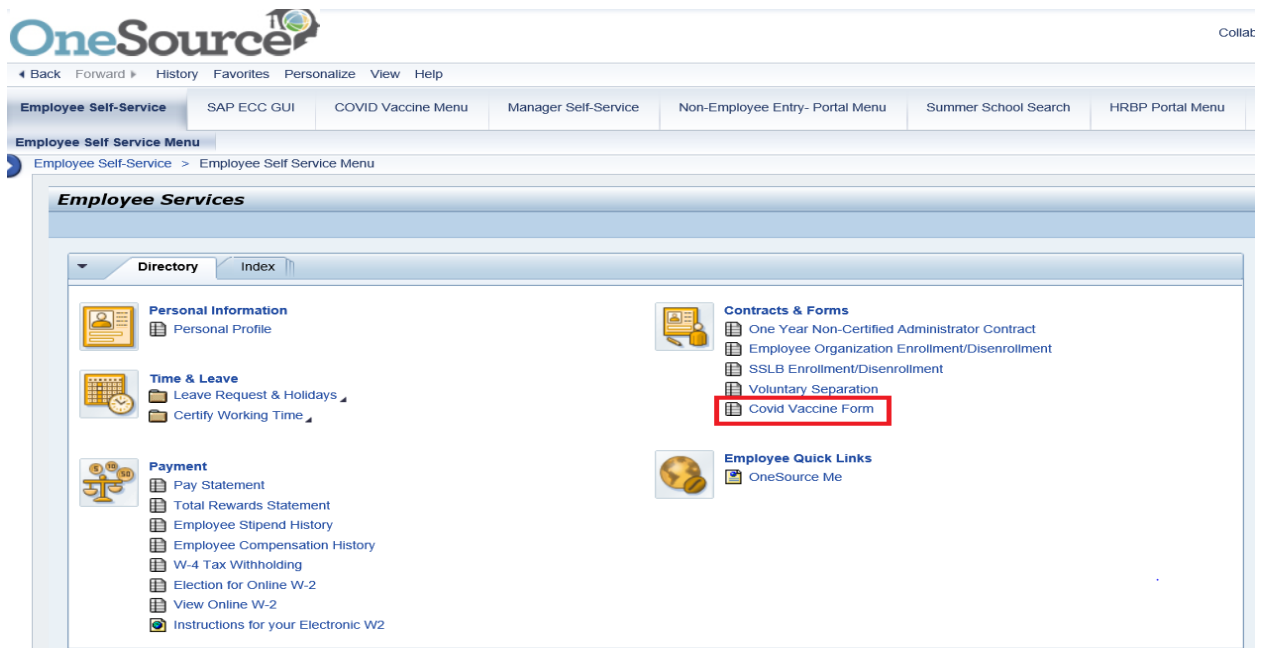 OneSource
Collab
Back Forward History Favorites Personalize View Help
Employee Self-Service SAP ECC GUI COVID Vaccine Menu Manager Self-Service Non-Employee Entry- Portal Menu Summer School Search HRBP Portal Menu
Employee Self Service Menu
Employee Self-Service > Employee Self Service Menu
Employee Services
Directory Index
Personal Information
Personal Profile
Time & Leave
Leave Request & Holidays
Certify Working Time
Payment
Pay Statement
Total Rewards Statement
Employee Stipend History
Employee Compensation History
W-4 Tax Withholding
Election for Online W-2
View Online W-2
Instructions for your Electronic W2
Contracts & Forms
One Year Non-Certified Administrator Contract
Employee Organization Enrollment/Disenrollment
SSLB Enrollment/Disenrollment
Voluntary Separation
Covid Vaccine Form
Employee Quick Links
OneSource Me